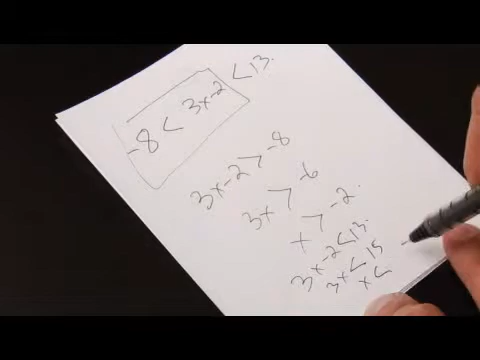 -8 < 3x-2 < 13.
3x-2 > -8
3x > -6
x > -2.
3x-2 < 13.
3x < 15
x <